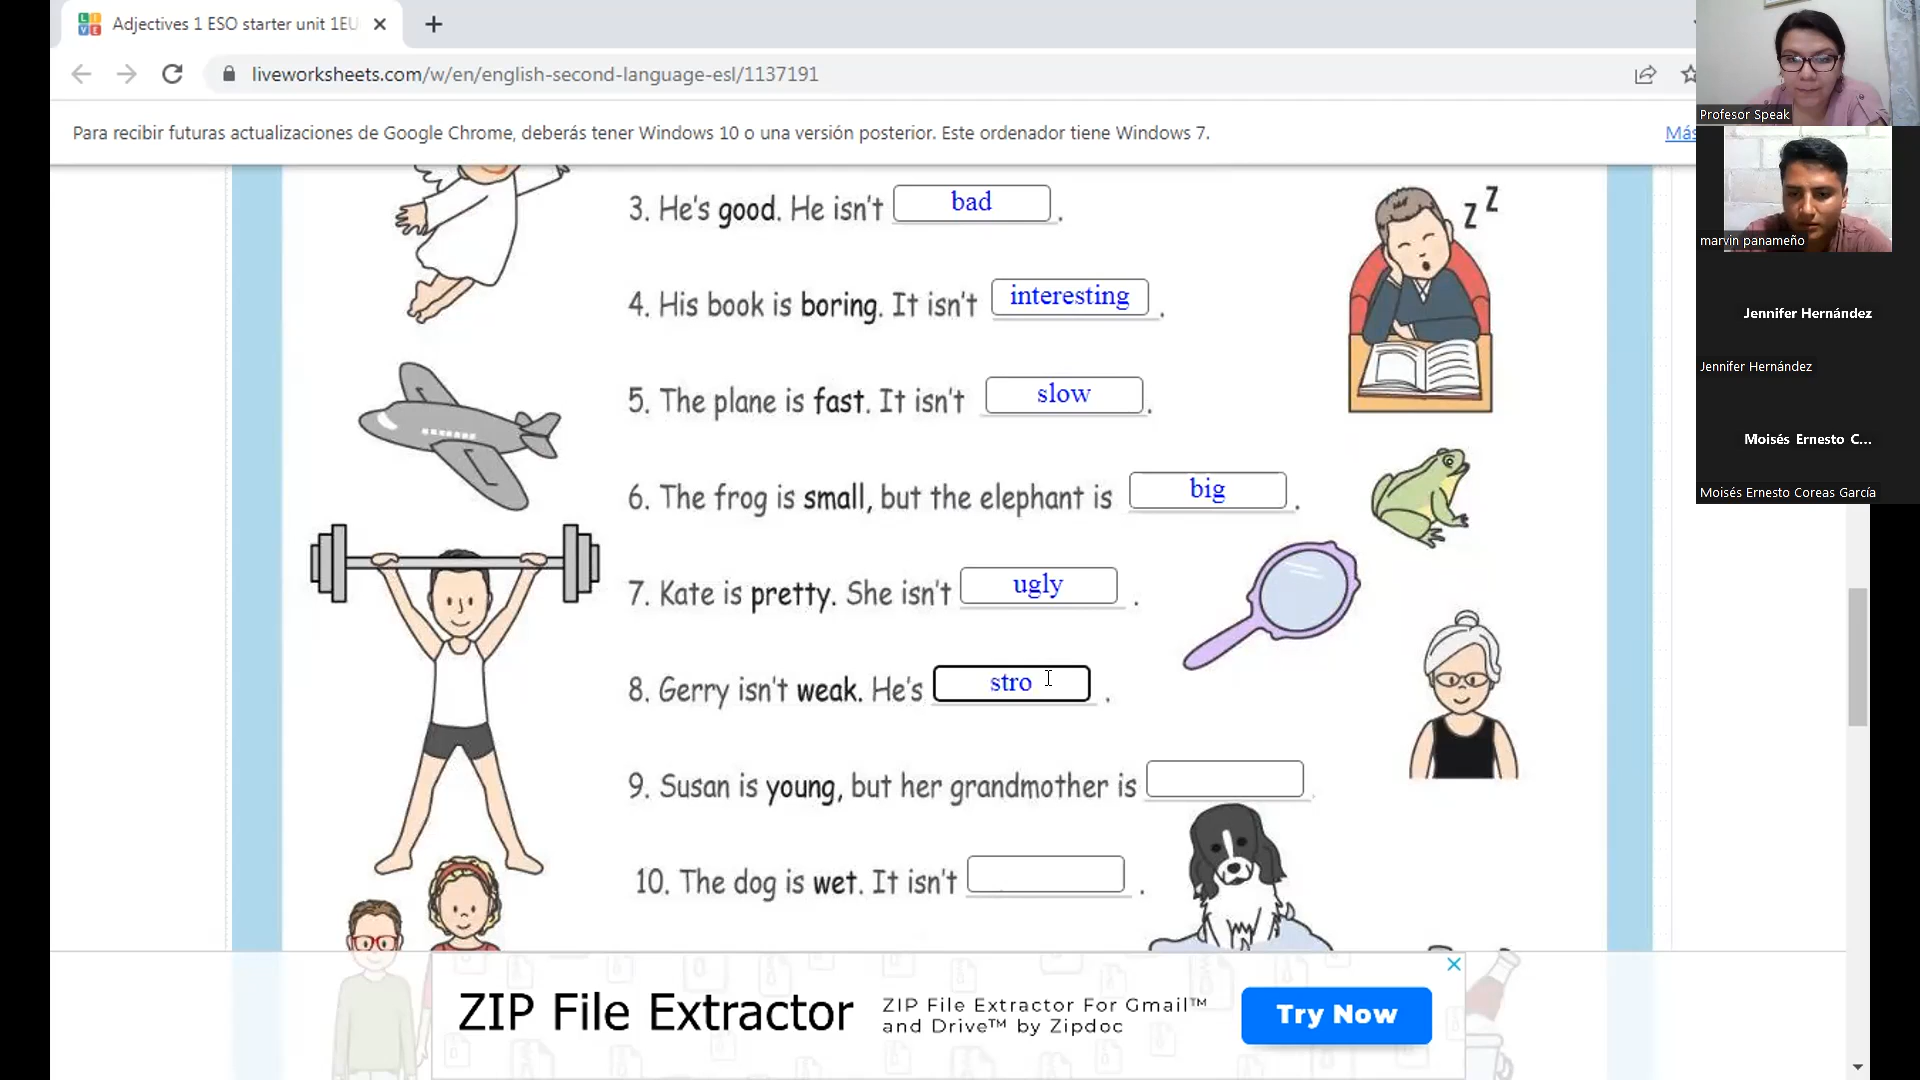 Adjectives 1 ESO starter unit 1EU
liveworksheets.com/w/en/english-second-language-esl/1137191
Para recibir futuras actualizaciones de Google Chrome, deberás tener Windows 10 o una versión posterior. Este ordenador tiene Windows 7.
Más
Profesor Speak
marvin panameño
Jennifer Hernández
Jennifer Hernández
Moisés Ernesto C...
Moisés Ernesto Coreas García
3. He's good. He isn't bad.
z z
4. His book is boring. It isn't interesting.
5. The plane is fast. It isn't slow.
6. The frog is small, but the elephant is big.
7. Kate is pretty. She isn't ugly.
8. Gerry isn't weak. He's stro.
9. Susan is young, but her grandmother is
10. The dog is wet. It isn't .
ZIP File Extractor
ZIP File Extractor For Gmail™
and Drive™ by Zipdoc
Try Now